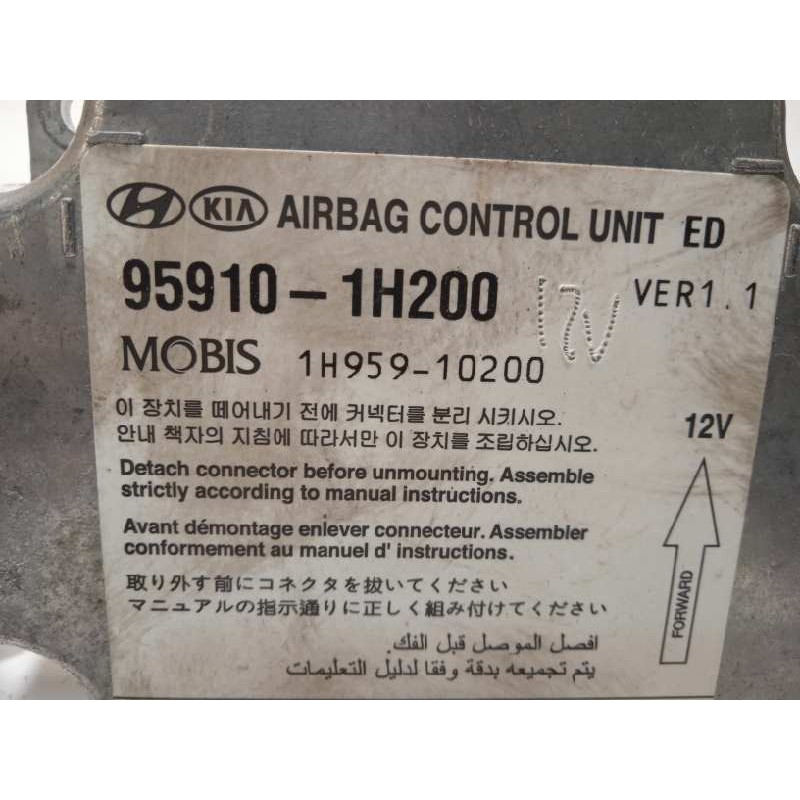 KIA AIRBAG CONTROL UNIT ED
95910-1H200 VER1.1
MOBIS 1H959-10200
이 장치를 떼어내기 전에 커넥터를 분리 시키시오.
안내 책자의 지침에 따라서만 이 장치를 조립하십시오.
12V
Detach connector before unmounting. Assemble
strictly according to manual instructions.
Avant démontage enlever connecteur. Assembler
conformement au manuel d' instructions.
取り外す前にコネクタを抜いてください
マニュアルの指示通りに正しく組み付けてください
افصل الموصل قبل الفك.
يتم تجميعه بدقة وفقا لدليل التعليمات
FORWARD